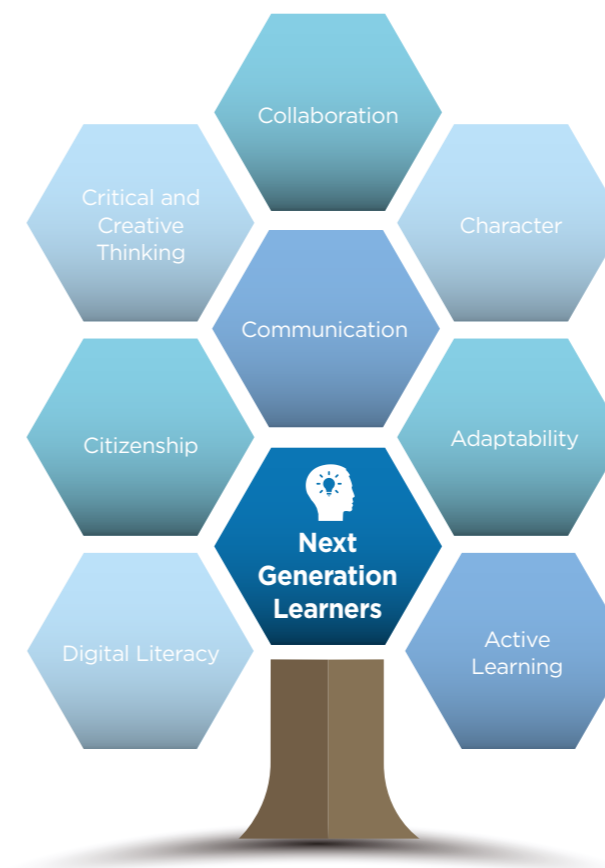 Collaboration
Critical and
Creative
Thinking
Character
Communication
Citizenship
Adaptability
Next
Generation
Learners
Digital Literacy
Active
Learning